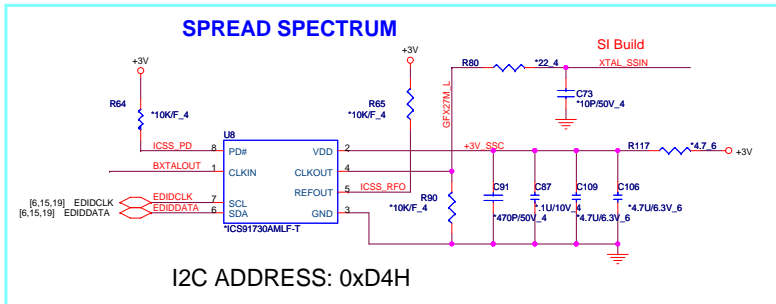 SPREAD SPECTRUM
SI Build
+3V
+3V
R80
*22_4
XTAL_SSIN
R64
*10K/F_4
R65
*10K/F_4
GFX27M_L
C73
*10P/50V_4
U8
ICSS_PD
8
PD#
VDD
2
+3V_SSC
R117
*4.7_6
+3V
BXTALOUT
1
CLKIN
CLKOUT
4
REFOUT
5
ICSS_RFO
[6,15,19] EDIDCLK
EDIDCLK
7
SCL
[6,15,19] EDIDDATA
EDIDDATA
6
SDA
GND
3
*ICS91730AMLF-T
R90
*10K/F_4
C91
*470P/50V_4
C87
*.1U/10V_4
C109
*4.7U/6.3V_6
C106
*4.7U/6.3V_6
I2C ADDRESS: 0xD4H